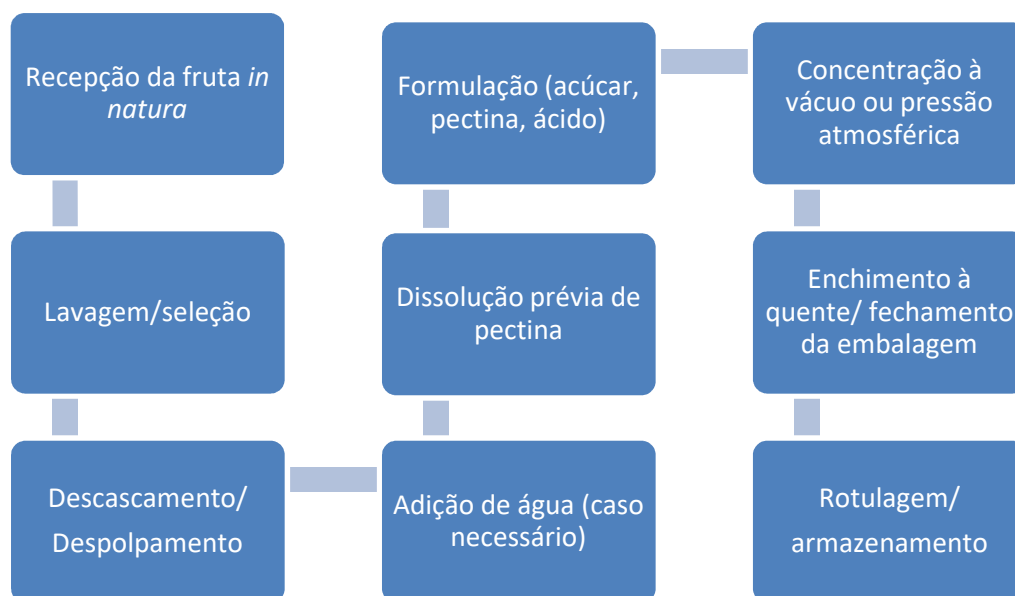 Recepção da fruta in
natura
Lavagem/seleção
Descascamento/
Despolpamento
Adição de água (caso
necessário)
Dissolução prévia de
pectina
Formulação (acúcar,
pectina, ácido)
Concentração à
vácuo ou pressão
atmosférica
Enchimento à
quente/ fechamento
da embalagem
Rotulagem/
armazenamento